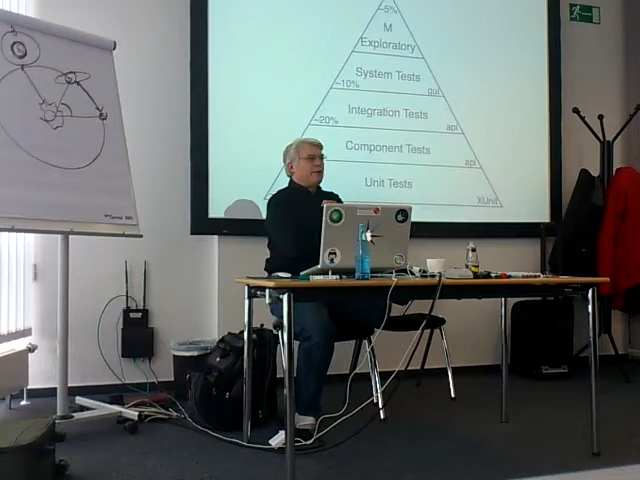 ~5%
M
Exploratory
System Tests
~10%
gui
Integration Tests
~20%
api
Component Tests
api
Unit Tests
XUnit